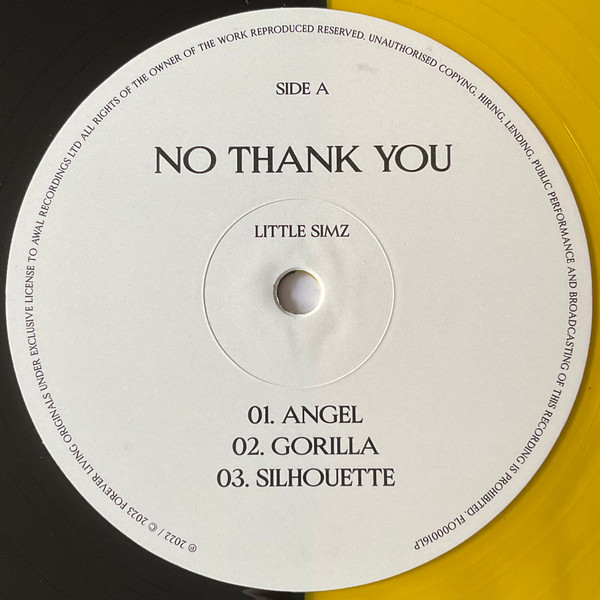 SIDE A
NO THANK YOU
LITTLE SIMZ
01. ANGEL
02. GORILLA
03. SILHOUETTE
℗ 2022 / © 2023 FOREVER LIVING ORIGINALS UNDER EXCLUSIVE LICENSE TO AWAL RECORDINGS LTD ALL RIGHTS OF THE OWNER OF THE WORK REPRODUCED RESERVED. UNAUTHORISED COPYING, HIRING, LENDING, PUBLIC PERFORMANCE AND BROADCASTING OF THIS RECORDING IS PROHIBITED. FLO00016LP